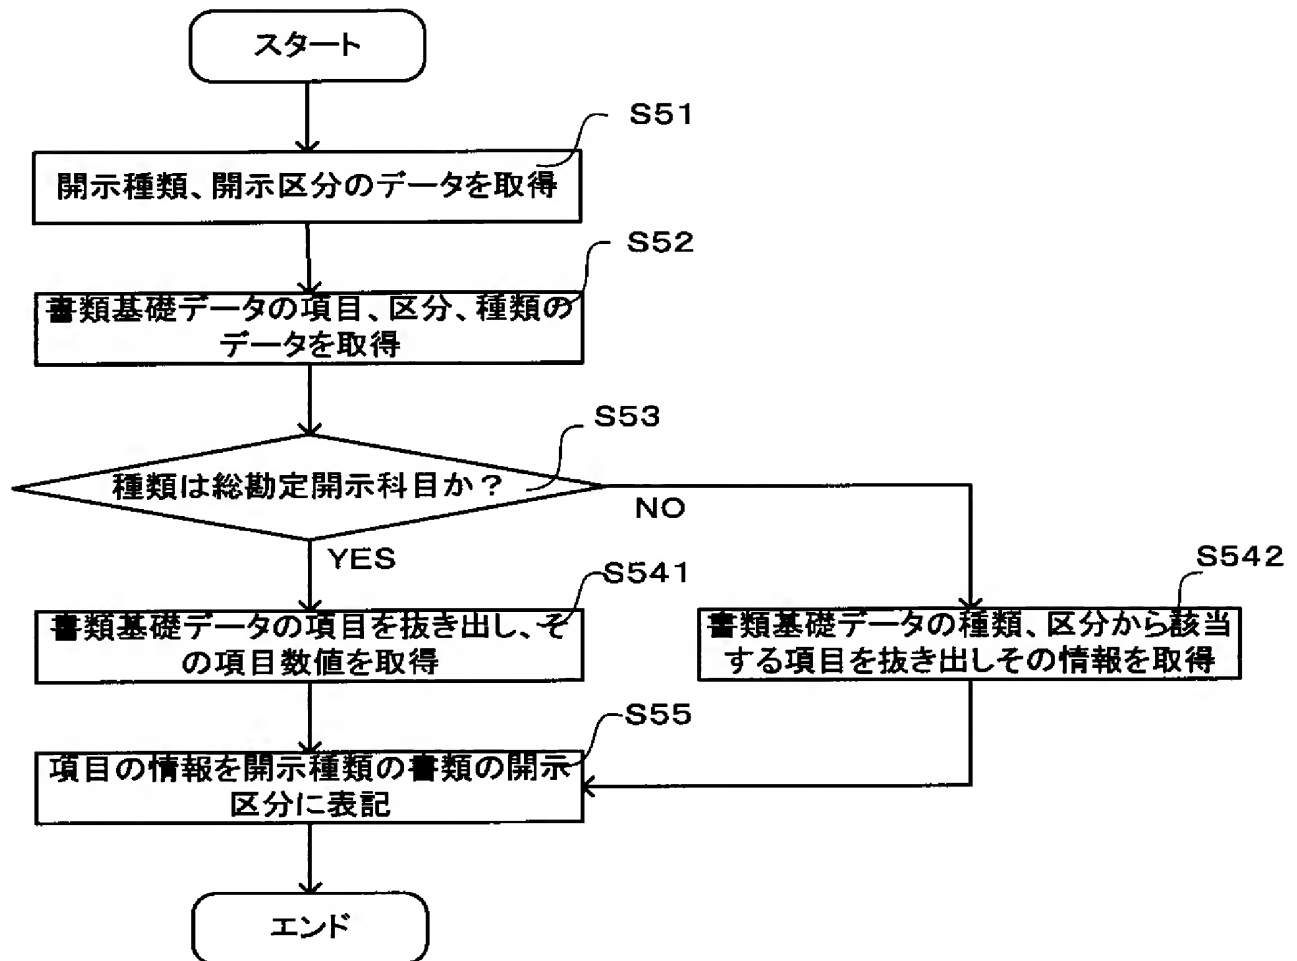 スタート
S51
開示種類、開示区分のデータを取得
S52
書類基礎データの項目、区分、種類の
データを取得
S53
種類は総勘定開示科目か？
NO
YES
S541
書類基礎データの項目を抜き出し、そ
の項目数値を取得
S542
書類基礎データの種類、区分から該当
する項目を抜き出しその情報を取得
S55
項目の情報を開示種類の書類の開示
区分に表記
エンド